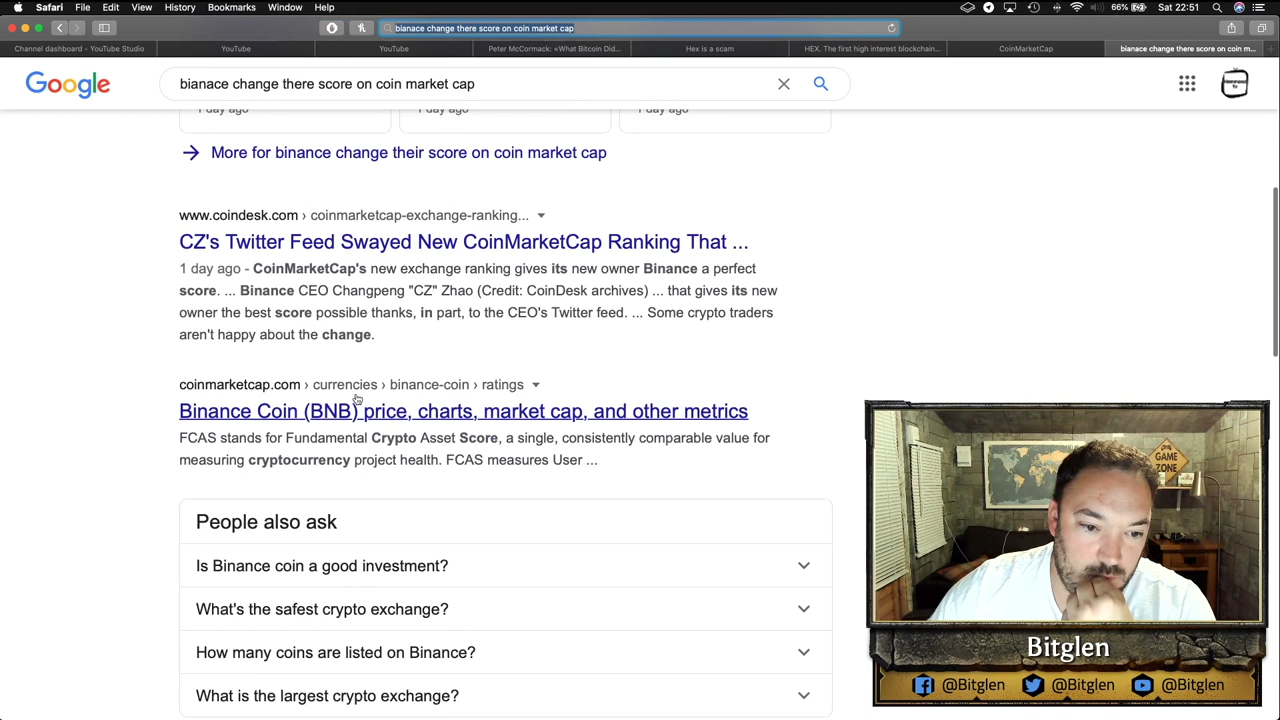 Safari File Edit View History Bookmarks Window Help 66% Sat 22:51
bianace change there score on coin market cap
Channel dashboard - YouTube Studio YouTube YouTube Peter McCormack: «What Bitcoin Did... Hex is a scam HEX. The first high interest blockchain... CoinMarketCap bianace change there score on coin m...
Google bianace change there score on coin market cap
1 day ago 1 day ago 1 day ago
More for binance change their score on coin market cap
www.coindesk.com › coinmarketcap-exchange-ranking...
CZ's Twitter Feed Swayed New CoinMarketCap Ranking That ...
1 day ago - CoinMarketCap's new exchange ranking gives its new owner Binance a perfect
score. ... Binance CEO Changpeng "CZ" Zhao (Credit: CoinDesk archives) ... that gives its new
owner the best score possible thanks, in part, to the CEO's Twitter feed. ... Some crypto traders
aren't happy about the change.
coinmarketcap.com › currencies › binance-coin › ratings
Binance Coin (BNB) price, charts, market cap, and other metrics
FCAS stands for Fundamental Crypto Asset Score, a single, consistently comparable value for
measuring cryptocurrency project health. FCAS measures User ...
People also ask
Is Binance coin a good investment?
What's the safest crypto exchange?
How many coins are listed on Binance?
What is the largest crypto exchange?
GAME
ZONE
Bitglen
@Bitglen @Bitglen @Bitglen